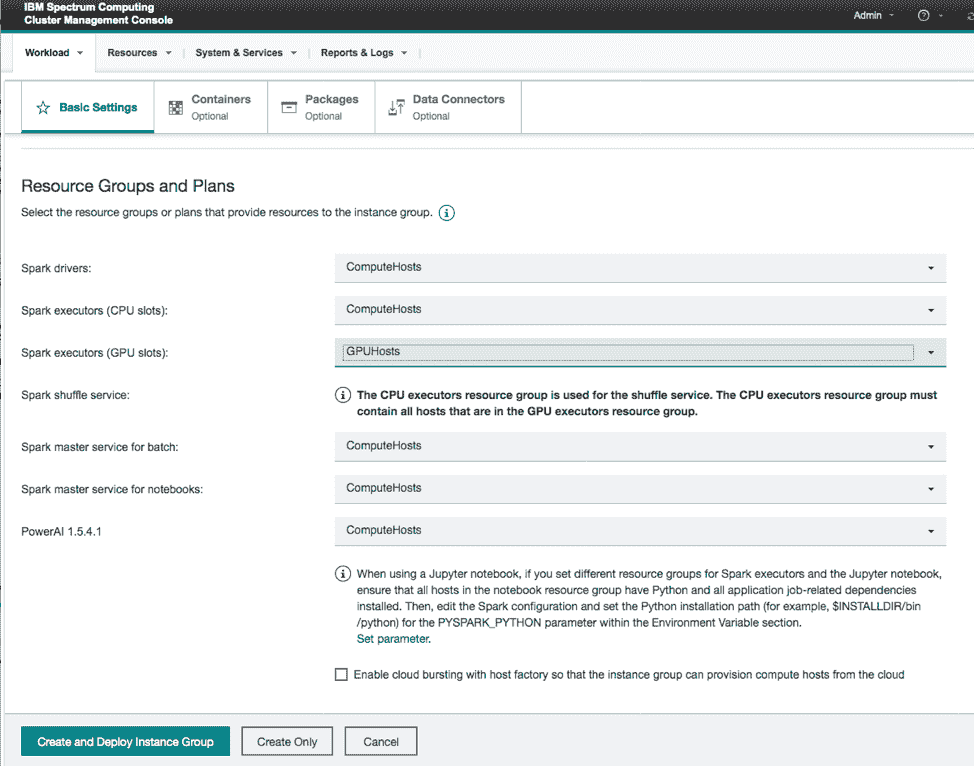 IBM Spectrum Computing
Cluster Management Console
Admin
Workload
Resources
System & Services
Reports & Logs
Basic Settings
Containers
Optional
Packages
Optional
Data Connectors
Optional
Resource Groups and Plans
Select the resource groups or plans that provide resources to the instance group.
Spark drivers:
ComputeHosts
Spark executors (CPU slots):
ComputeHosts
Spark executors (GPU slots):
GPUHosts
Spark shuffle service:
The CPU executors resource group is used for the shuffle service. The CPU executors resource group must
contain all hosts that are in the GPU executors resource group.
Spark master service for batch:
ComputeHosts
Spark master service for notebooks:
ComputeHosts
PowerAI 1.5.4.1
ComputeHosts
When using a Jupyter notebook, if you set different resource groups for Spark executors and the Jupyter notebook,
ensure that all hosts in the notebook resource group have Python and all application job-related dependencies
installed. Then, edit the Spark configuration and set the Python installation path (for example, $INSTALLDIR/bin
/python) for the PYSPARK_PYTHON parameter within the Environment Variable section.
Set parameter.
Enable cloud bursting with host factory so that the instance group can provision compute hosts from the cloud
Create and Deploy Instance Group
Create Only
Cancel